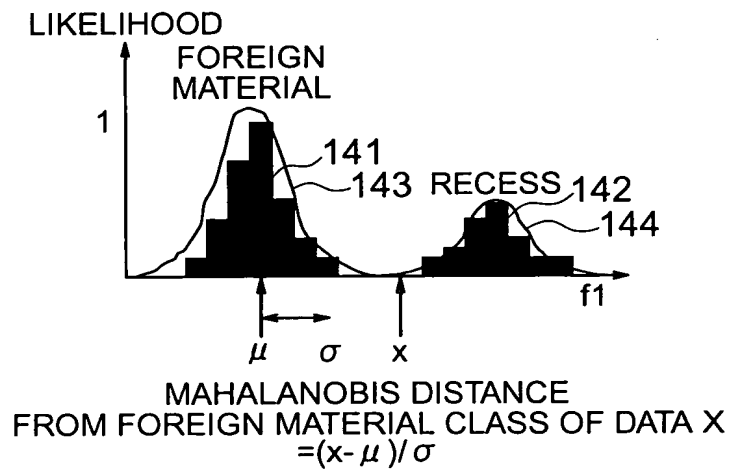 LIKELIHOOD
FOREIGN
MATERIAL
1
141
143
RECESS
142
144
f1
μ
σ
x
MAHALANOBIS DISTANCE
FROM FOREIGN MATERIAL CLASS OF DATA X
=(x-μ)/σ